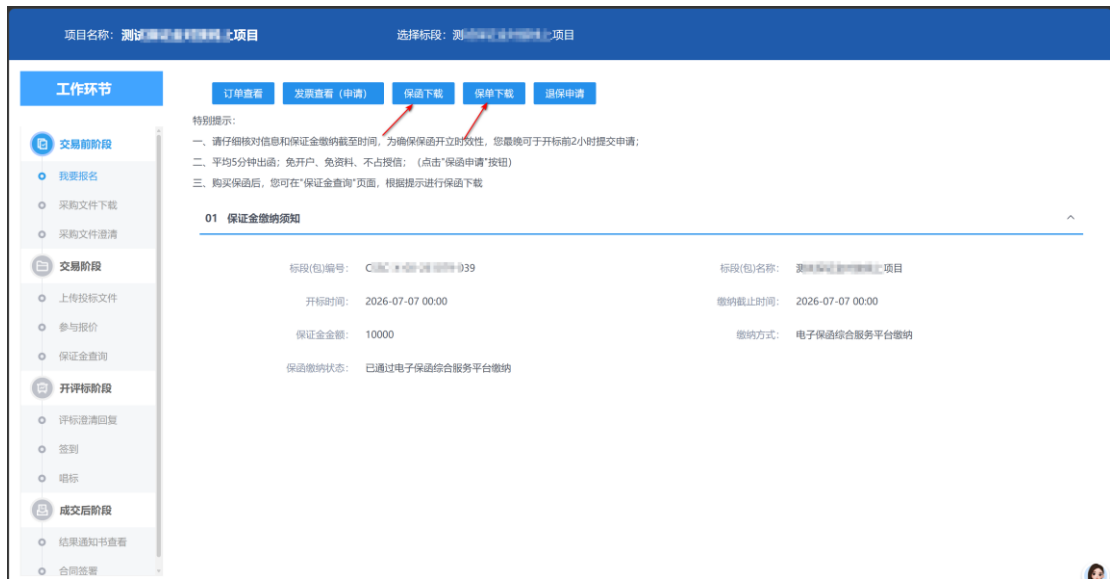 项目名称：测试 上项目
选择标段：测 上项目
工作环节
订单查看 发票查看（申请） 保函下载 保单下载 退保申请
特别提示：
一、请仔细核对信息和保证金缴纳截至时间，为确保保函开立时效性，您最晚可于开标前2小时提交申请；
二、平均5分钟出函；免开户、免资料、不占授信；（点击"保函申请"按钮）
三、购买保函后，您可在"保证金查询"页面，根据提示进行保函下载
01 保证金缴纳须知
标段(包)编号： C 039
标段(包)名称： 测 项目
开标时间： 2026-07-07 00:00
缴纳截止时间： 2026-07-07 00:00
保证金金额： 10000
缴纳方式： 电子保函综合服务平台缴纳
保函缴纳状态： 已通过电子保函综合服务平台缴纳
交易前阶段
我要报名
采购文件下载
采购文件澄清
交易阶段
上传投标文件
参与报价
保证金查询
开评标阶段
评标澄清回复
签到
唱标
成交后阶段
结果通知书查看
合同签署